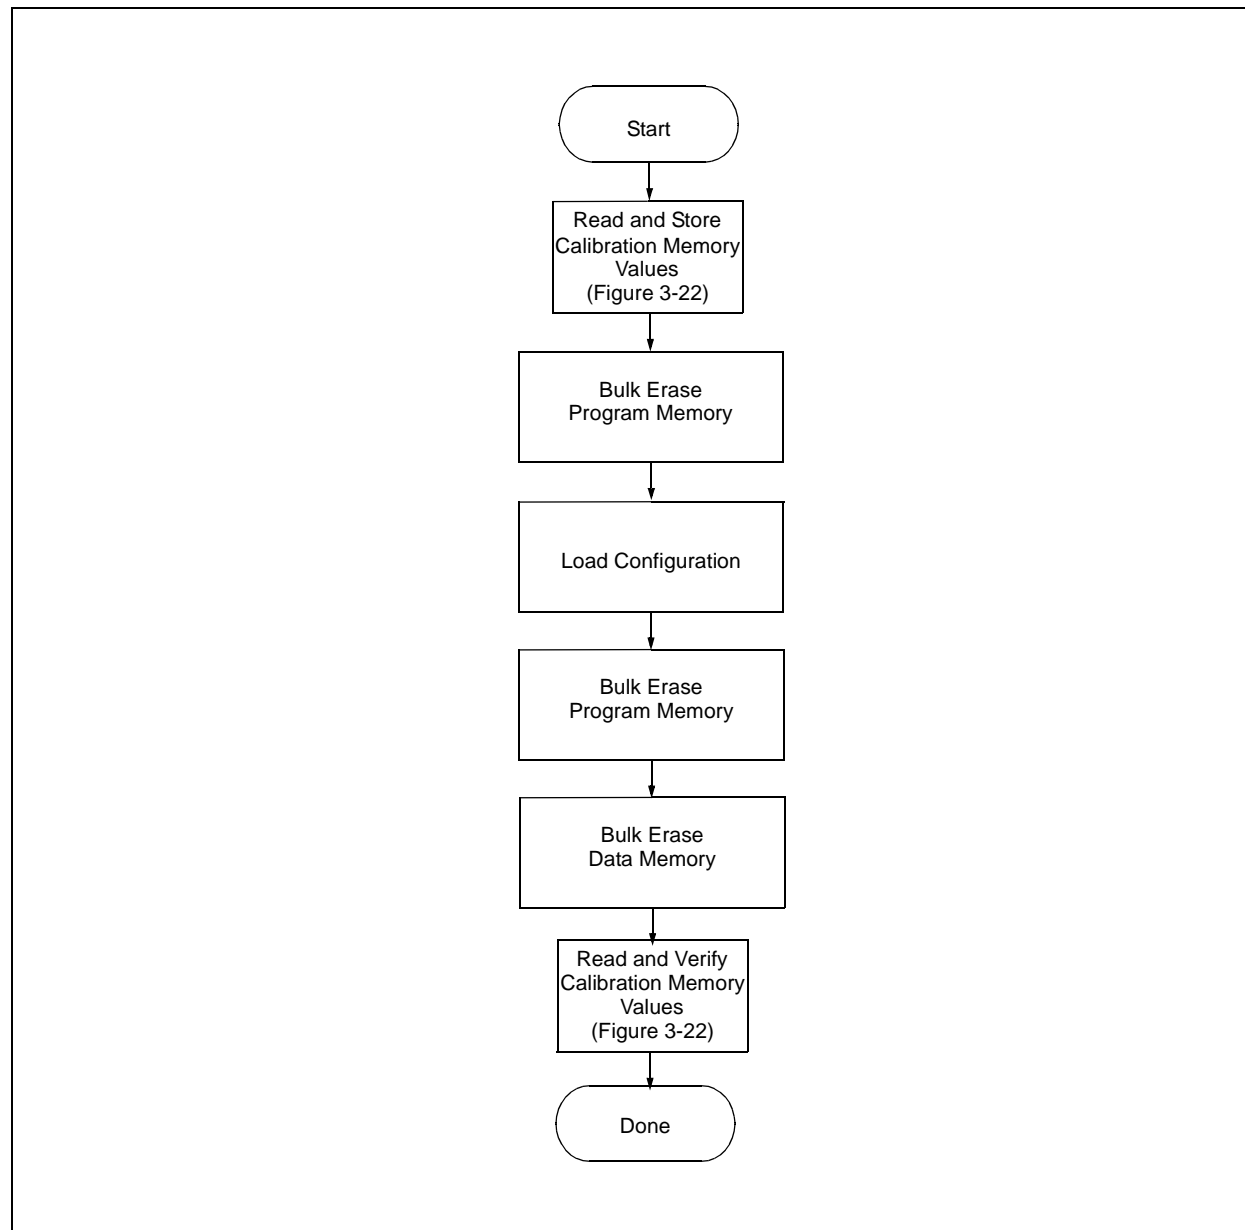 Start
Read and Store
Calibration Memory
Values
(Figure 3-22)
Bulk Erase
Program Memory
Load Configuration
Bulk Erase
Program Memory
Bulk Erase
Data Memory
Read and Verify
Calibration Memory
Values
(Figure 3-22)
Done